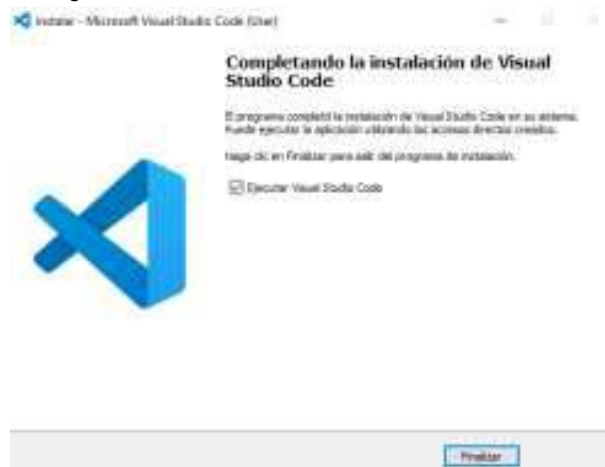 Instalar - Microsoft Visual Studio Code (User)
Completando la instalación de Visual
Studio Code
El programa completó la instalación de Visual Studio Code en su sistema.
Puede ejecutar la aplicación utilizando los accesos directos creados.
Haga clic en Finalizar para salir del programa de instalación.
Ejecutar Visual Studio Code
Finalizar